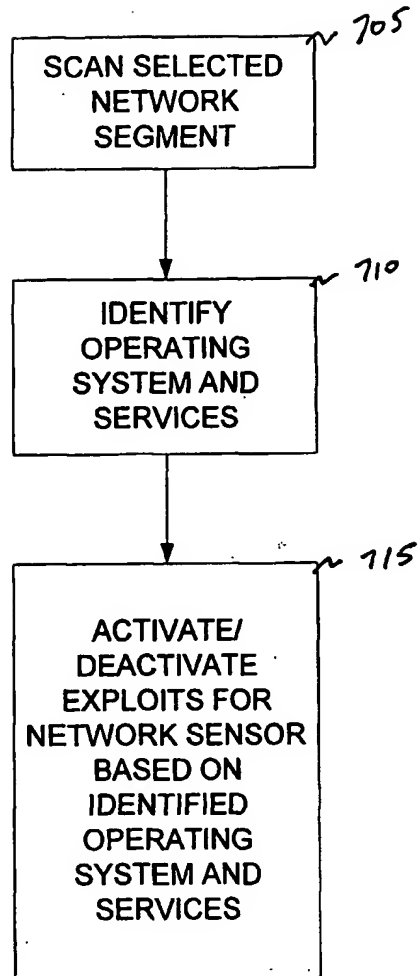 705
SCAN SELECTED
NETWORK
SEGMENT
710
IDENTIFY
OPERATING
SYSTEM AND
SERVICES
715
ACTIVATE/
DEACTIVATE
EXPLOITS FOR
NETWORK SENSOR
BASED ON
IDENTIFIED
OPERATING
SYSTEM AND
SERVICES